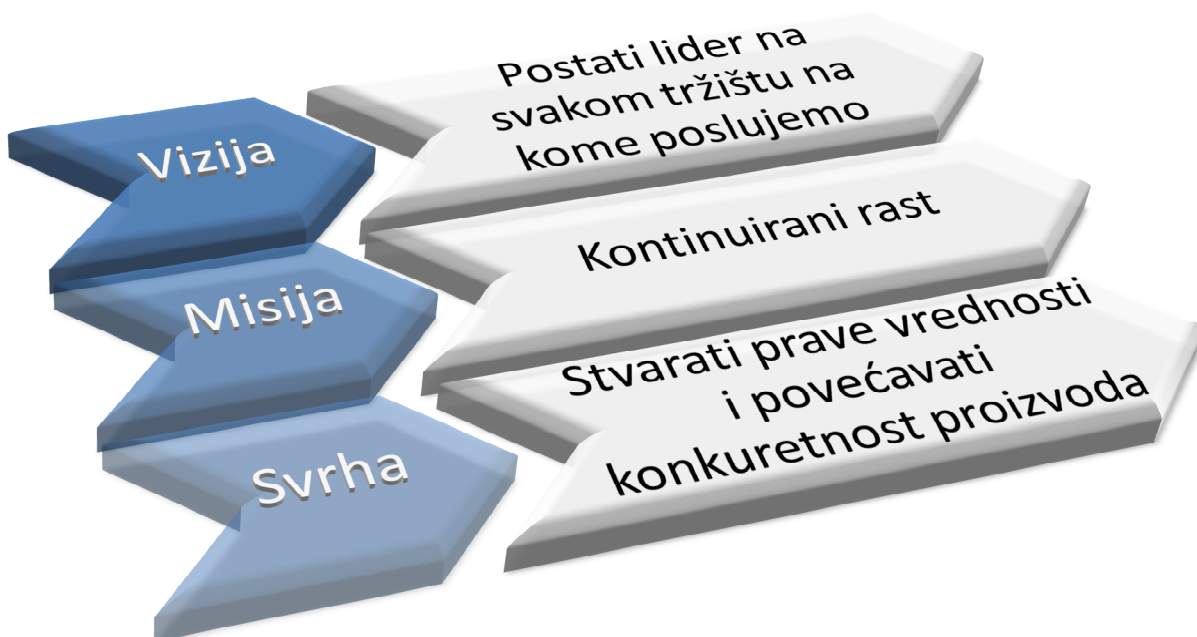 Vizija
Postati lider na
svakom tržištu na
kome poslujemo
Misija
Kontinuirani rast
Svrha
Stvarati prave vrednosti
i povećavati
konkuretnost proizvoda